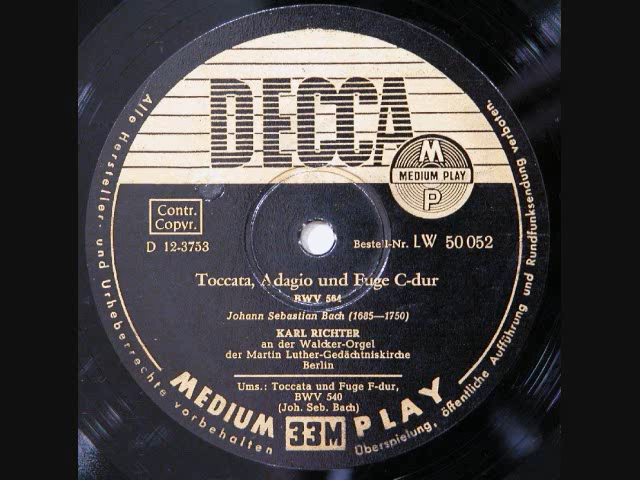 DECCA
M
MEDIUM PLAY
P
Contr.
Copyr.
D 12-3753
Bestell-Nr. LW 50 052
Toccata, Adagio und Fuge C-dur
BWV 564
Johann Sebastian Bach (1685—1750)
KARL RICHTER
an der Walcker-Orgel
der Martin Luther-Gedächtniskirche
Berlin
Ums.: Toccata und Fuge F-dur,
BWV 540
(Joh. Seb. Bach)
MEDIUM 33M PLAY
Alle Hersteller- und Urheberrechte vorbehalten
Überspielung, öffentliche Aufführung und Rundfunksendung verboten.